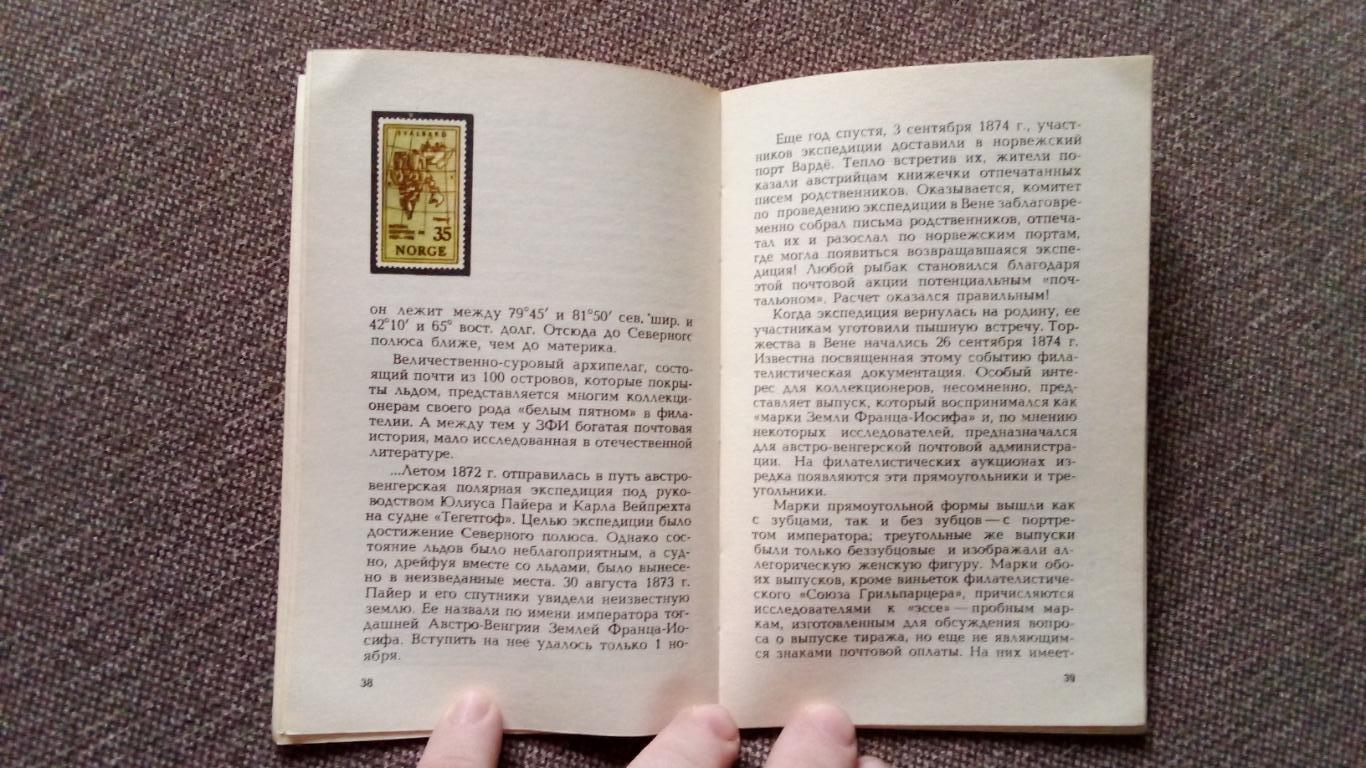 SVALBARD
35
NORGE
он лежит между 79°45′ и 81°50′ сев. шир. и
42°10′ и 65° вост. долг. Отсюда до Северного
полюса ближе, чем до материка.
Величественно-суровый архипелаг, состо-
ящий почти из 100 островов, которые покры-
ты льдом, представляется многим коллекци-
онерам своего рода «белым пятном» в фила-
телии. А между тем у ЗФИ богатая почтовая
история, мало исследованная в отечественной
литературе.
...Летом 1872 г. отправилась в путь австро-
венгерская полярная экспедиция под руко-
водством Юлиуса Пайера и Карла Вейпрехта
на судне «Тегеттгоф». Целью экспедиции было
достижение Северного полюса. Однако сос-
тояние льдов было неблагоприятным, а суд-
но, дрейфуя вместе со льдами, было вынесе-
но в неизведанные места. 30 августа 1873 г.
Пайер и его спутники увидели неизвестную
землю. Ее назвали по имени императора тог-
дашней Австро-Венгрии Землей Франца-Ио-
сифа. Вступить на нее удалось только 1 но-
ября.
38
Еще год спустя, 3 сентября 1874 г., участ-
ников экспедиции доставили в норвежский
порт Вардё. Тепло встретив их, жители по-
казали австрийцам книжечки отпечатанных
писем родственников. Оказывается, комитет
по проведению экспедиции в Вене заблаговре-
менно собрал письма родственников, отпеча-
тал их и разослал по норвежским портам,
где могла появиться возвращавшаяся экспе-
диция! Любой рыбак становился благодаря
этой почтовой акции потенциальным «поч-
тальоном». Расчет оказался правильным!
Когда экспедиция вернулась на родину, ее
участникам уготовили пышную встречу. Тор-
жества в Вене начались 26 сентября 1874 г.
Известна посвященная этому событию фила-
телистическая документация. Особый инте-
рес для коллекционеров, несомненно, пред-
ставляет выпуск, который воспринимался как
«марки Земли Франца-Иосифа» и, по мнению
некоторых исследователей, предназначался
для австро-венгерской почтовой администра-
ции. На филателистических аукционах из-
редка появляются эти прямоугольники и тре-
угольники.
Марки прямоугольной формы вышли как
с зубцами, так и без зубцов — с портре-
том императора; треугольные же выпуски
были только беззубцовые и изображали ал-
легорическую женскую фигуру. Марки обо-
их выпусков, кроме виньеток филателистиче-
ского «Союза Грильпарцера», причисляются
исследователями к «эссе» — пробным мар-
кам, изготовленным для обсуждения вопро-
са о выпуске тиража, но еще не являющим-
ся знаками почтовой оплаты. На них имеет-
39